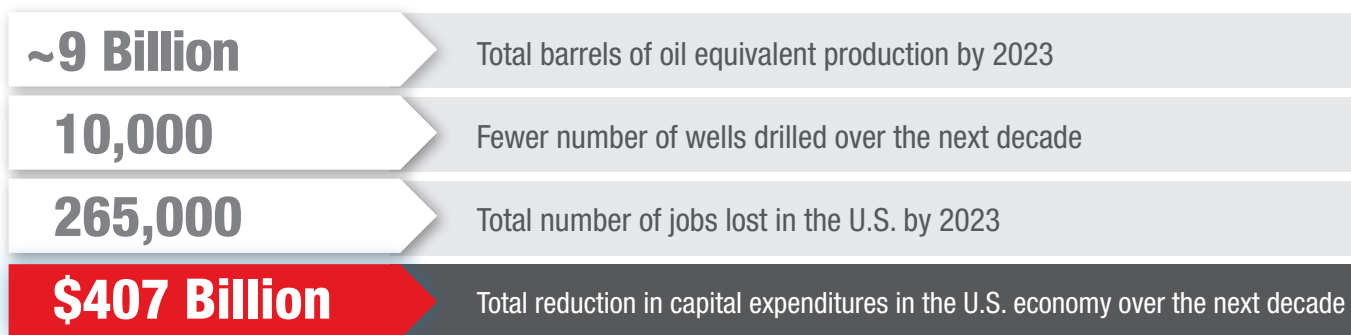 ~9 Billion Total barrels of oil equivalent production by 2023
10,000 Fewer number of wells drilled over the next decade
265,000 Total number of jobs lost in the U.S. by 2023
$407 Billion Total reduction in capital expenditures in the U.S. economy over the next decade